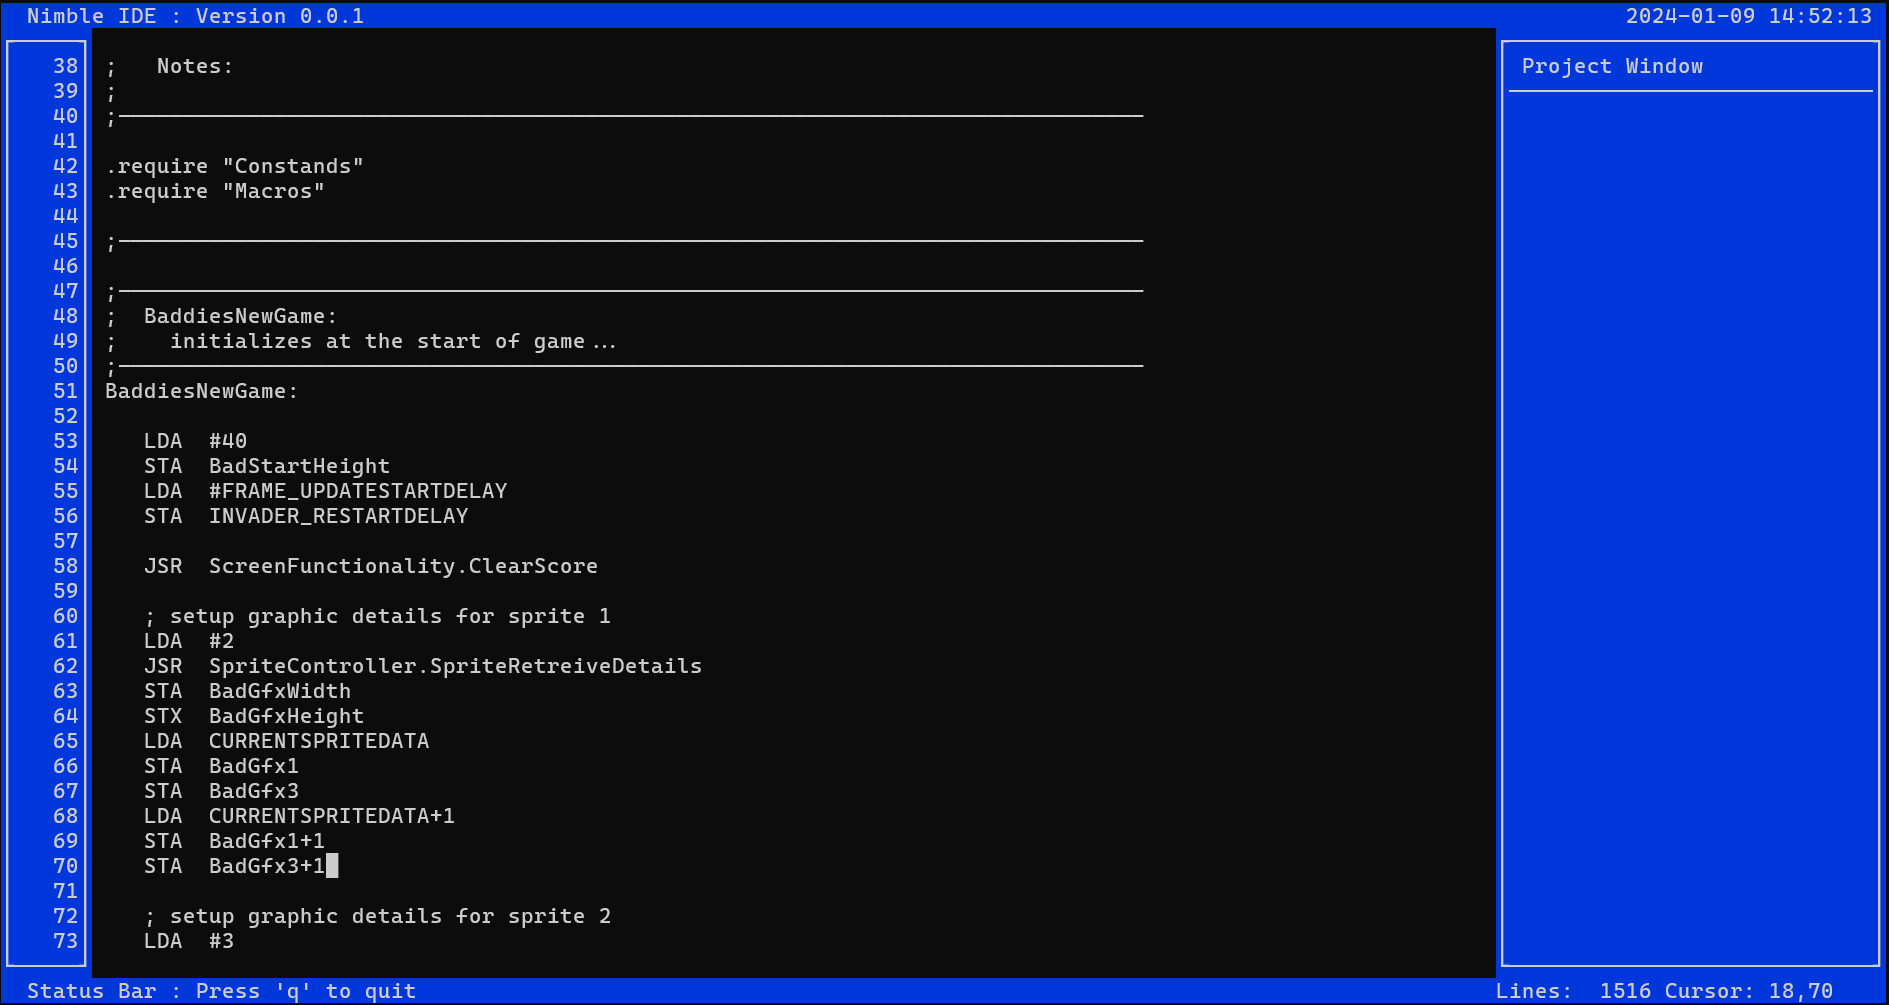 Nimble IDE : Version 0.0.1 2024-01-09 14:52:13
Project Window
38 ;   Notes:
39 ;
40 ;───────────────────────────────────────────────────────────────────────────────
41
42 .require "Constands"
43 .require "Macros"
44
45 ;───────────────────────────────────────────────────────────────────────────────
46
47 ;───────────────────────────────────────────────────────────────────────────────
48 ;  BaddiesNewGame:
49 ;    initializes at the start of game...
50 ;───────────────────────────────────────────────────────────────────────────────
51 BaddiesNewGame:
52
53    LDA  #40
54    STA  BadStartHeight
55    LDA  #FRAME_UPDATESTARTDELAY
56    STA  INVADER_RESTARTDELAY
57
58    JSR  ScreenFunctionality.ClearScore
59
60    ; setup graphic details for sprite 1
61    LDA  #2
62    JSR  SpriteController.SpriteRetreiveDetails
63    STA  BadGfxWidth
64    STX  BadGfxHeight
65    LDA  CURRENTSPRITEDATA
66    STA  BadGfx1
67    STA  BadGfx3
68    LDA  CURRENTSPRITEDATA+1
69    STA  BadGfx1+1
70    STA  BadGfx3+1
71
72    ; setup graphic details for sprite 2
73    LDA  #3
Status Bar : Press 'q' to quit Lines:  1516 Cursor: 18,70